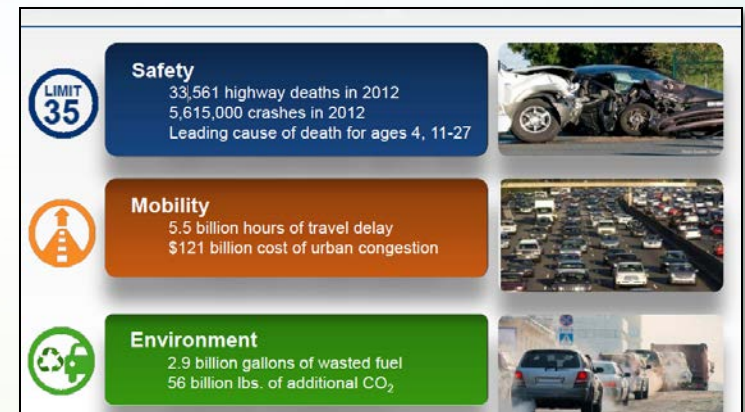 LIMIT
35
Safety
33,561 highway deaths in 2012
5,615,000 crashes in 2012
Leading cause of death for ages 4, 11-27
Mobility
5.5 billion hours of travel delay
$121 billion cost of urban congestion
Environment
2.9 billion gallons of wasted fuel
56 billion lbs. of additional CO₂